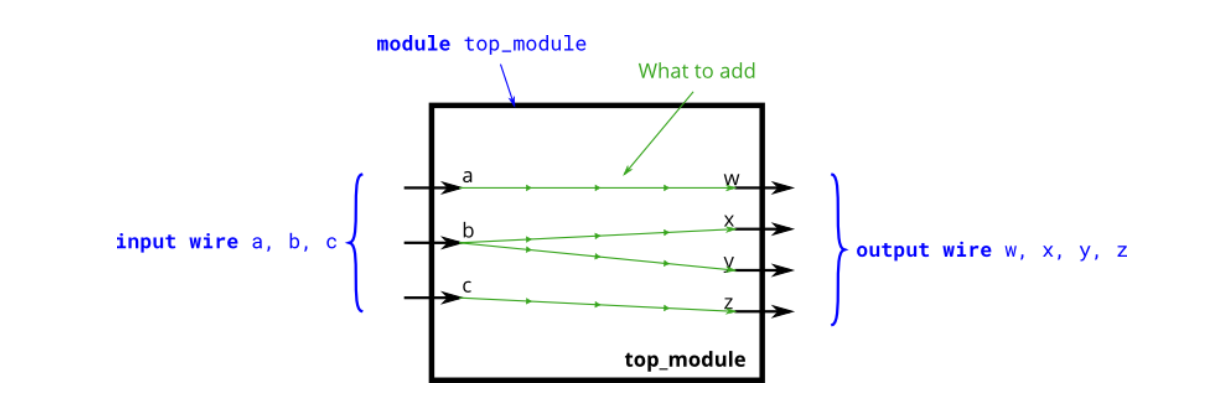 module top_module
What to add
a
w
x
b
input wire a, b, c
output wire w, x, y, z
y
c
z
top_module